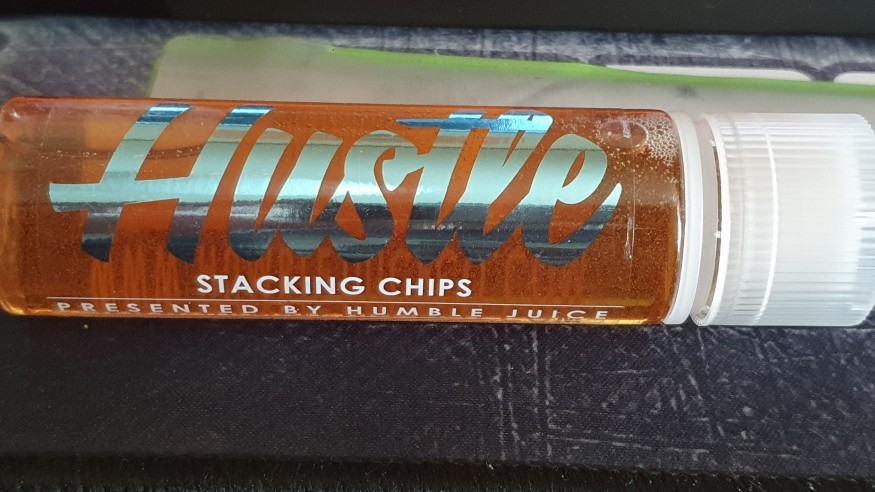 Hustle
STACKING CHIPS
PRESENTED BY HUMBLE JUICE